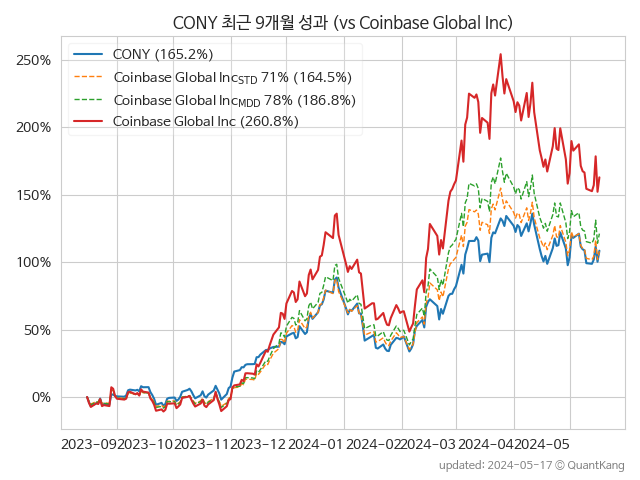 CONY 최근 9개월 성과 (vs Coinbase Global Inc)
CONY (165.2%)
Coinbase Global IncSTD 71% (164.5%)
Coinbase Global IncMDD 78% (186.8%)
Coinbase Global Inc (260.8%)
250%
200%
150%
100%
50%
0%
2023-09 2023-10 2023-11 2023-12 2024-01 2024-02 2024-03 2024-04 2024-05
updated: 2024-05-17 © QuantKang